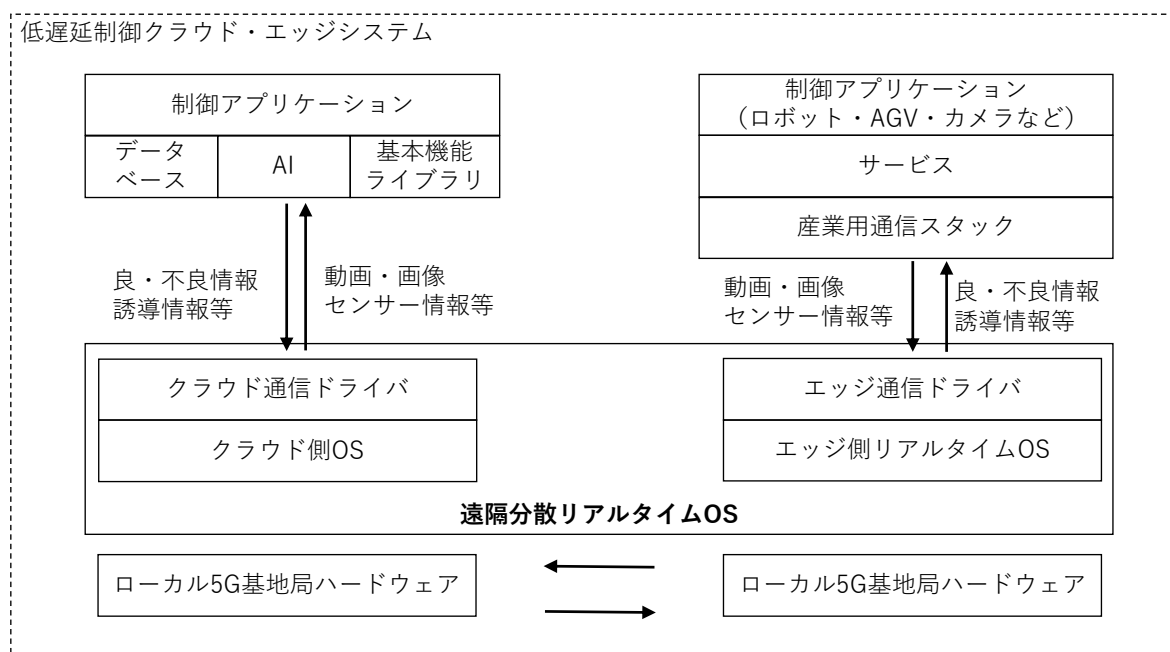 低遅延制御クラウド・エッジシステム
制御アプリケーション
データ
ベース
AI
基本機能
ライブラリ
制御アプリケーション
(ロボット・AGV・カメラなど)
サービス
産業用通信スタック
良・不良情報
誘導情報等
動画・画像
センサー情報等
動画・画像
センサー情報等
良・不良情報
誘導情報等
クラウド通信ドライバ
クラウド側OS
エッジ通信ドライバ
エッジ側リアルタイムOS
遠隔分散リアルタイムOS
ローカル5G基地局ハードウェア
ローカル5G基地局ハードウェア